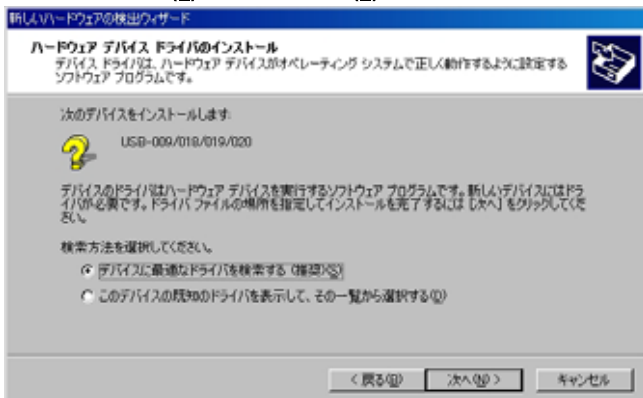 新しいハードウェアの検出ウィザード
ハードウェア デバイス ドライバのインストール
デバイス ドライバは、ハードウェア デバイスがオペレーティング システムで正しく動作するように設定する
ソフトウェア プログラムです。
次のデバイスをインストールします:
USB-009/018/019/020
デバイスのドライバはハードウェア デバイスを実行するソフトウェア プログラムです。新しいデバイスにはドラ
イバが必要です。ドライバ ファイルの場所を指定してインストールを完了するには [次へ] をクリックしてくだ
さい。
検索方法を選択してください。
デバイスに最適なドライバを検索する (推奨)(S)
このデバイスの既知のドライバを表示して、その一覧から選択する(D)
< 戻る(B) 次へ(N) > キャンセル